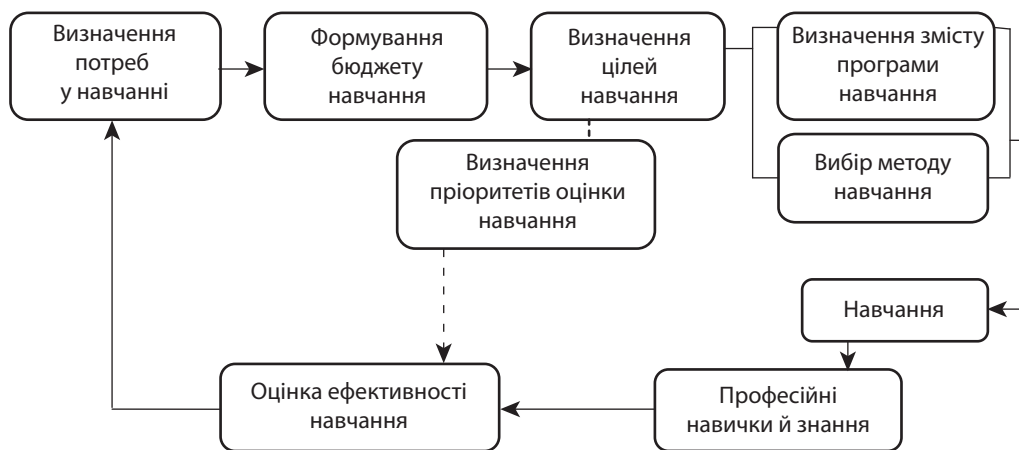 Визначення
потреб
у навчанні
Формування
бюджету
навчання
Визначення
цілей
навчання
Визначення змісту
програми
навчання
Вибір методу
навчання
Визначення
пріоритетів оцінки
навчання
Навчання
Професійні
навички й знання
Оцінка ефективності
навчання